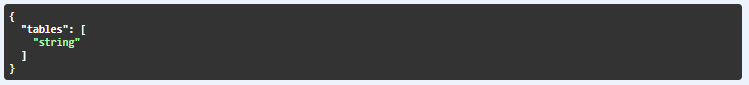 {
  "tables": [
    "string"
  ]
}